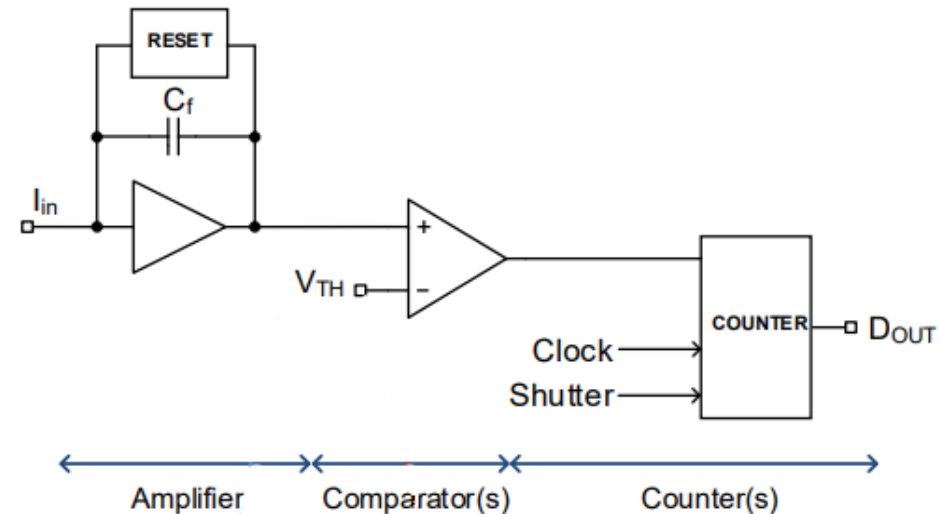 RESET
Cf
Iin
+
VTH
−
COUNTER
DOUT
Clock
Shutter
Amplifier
Comparator(s)
Counter(s)